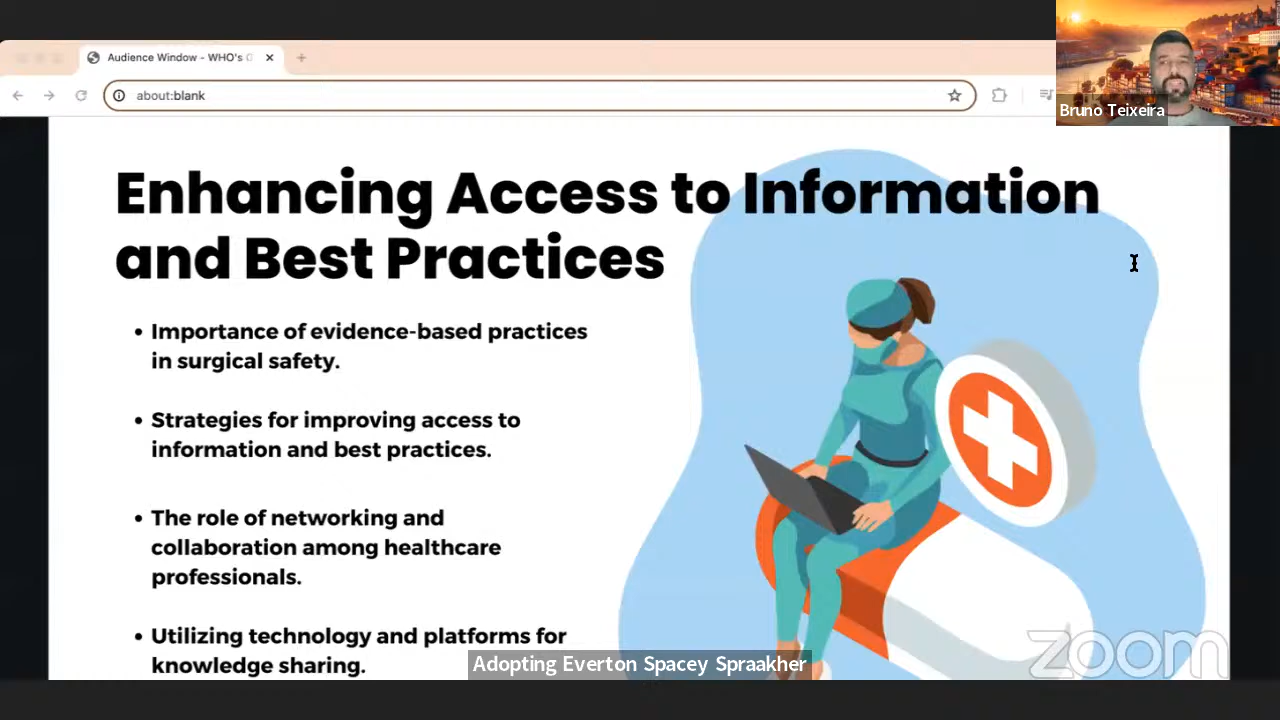 Audience Window - WHO's
about:blank
Bruno Teixeira
Enhancing Access to Information
and Best Practices
• Importance of evidence-based practices
in surgical safety.
• Strategies for improving access to
information and best practices.
• The role of networking and
collaboration among healthcare
professionals.
• Utilizing technology and platforms for
knowledge sharing.
Adopting Everton Spacey Spraakher
zoom